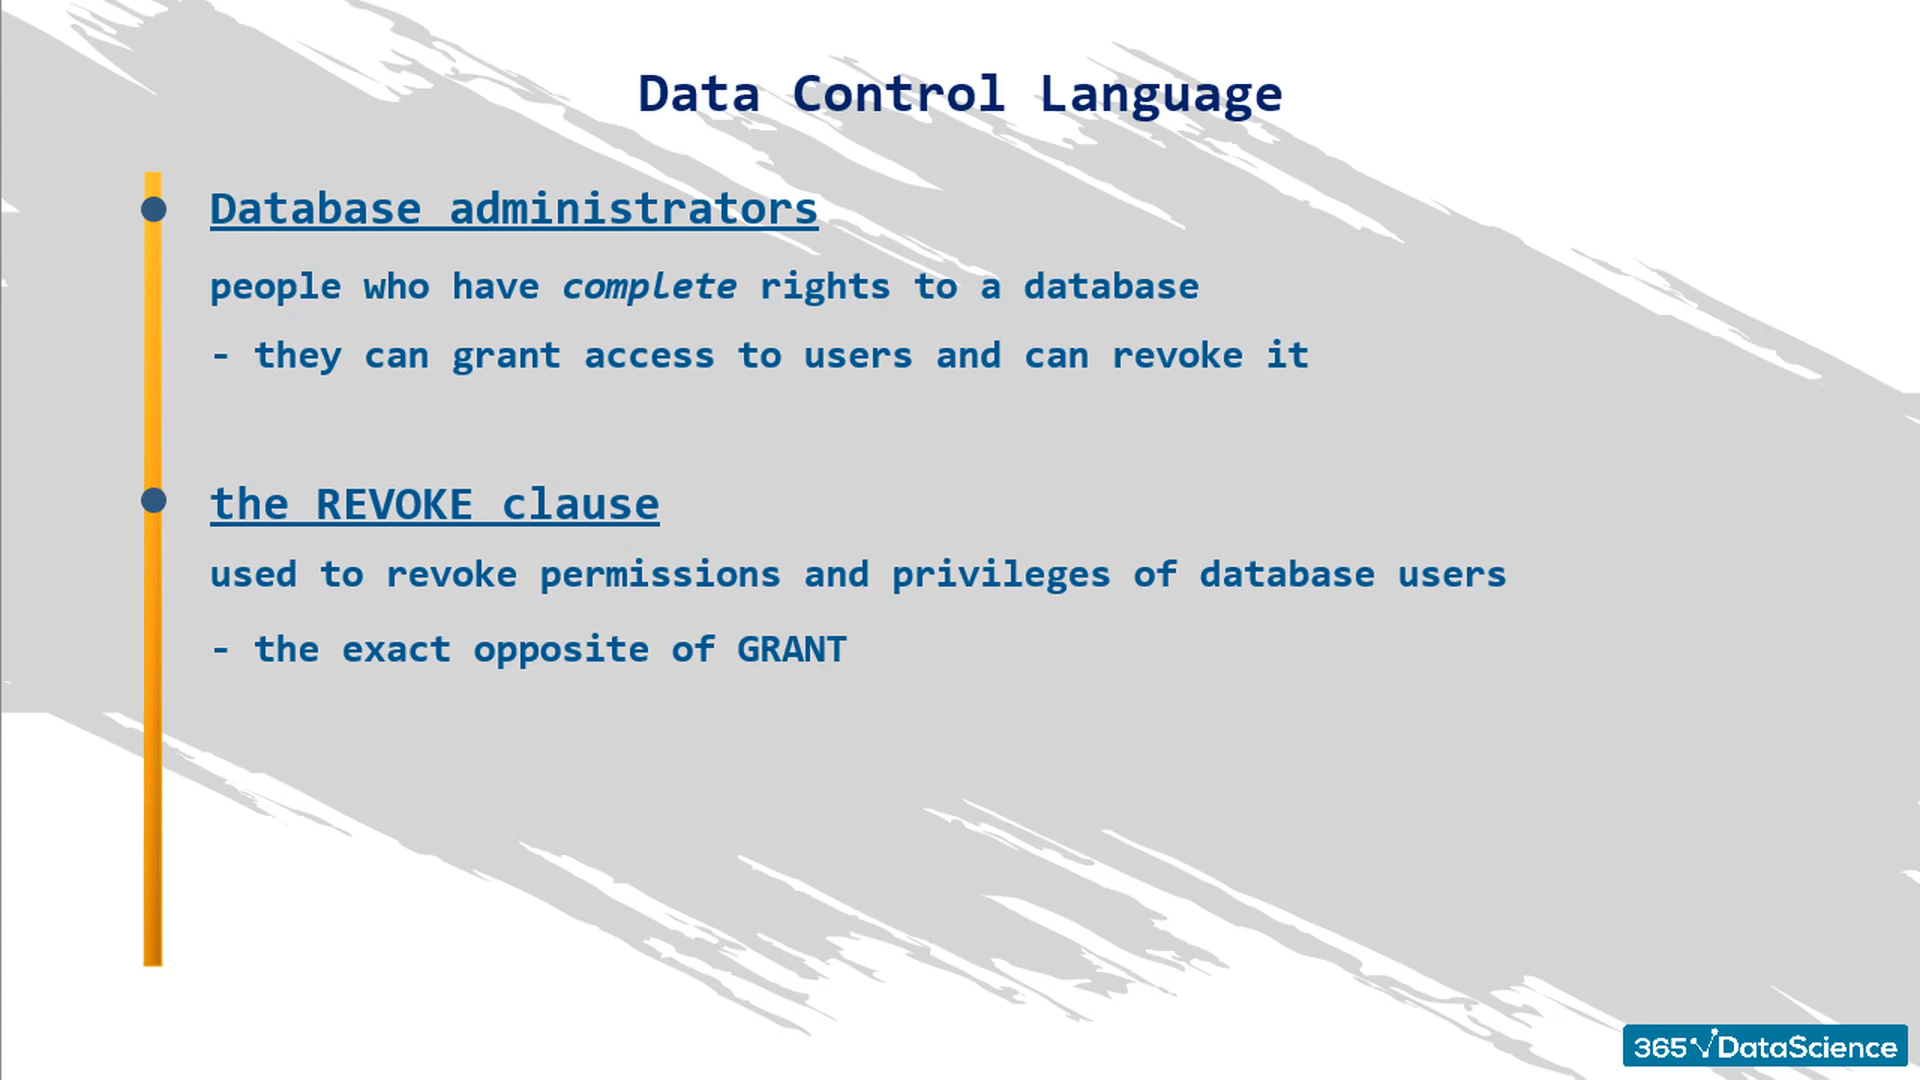 Data Control Language
Database administrators
people who have complete rights to a database
- they can grant access to users and can revoke it
the REVOKE clause
used to revoke permissions and privileges of database users
- the exact opposite of GRANT
365 DataScience